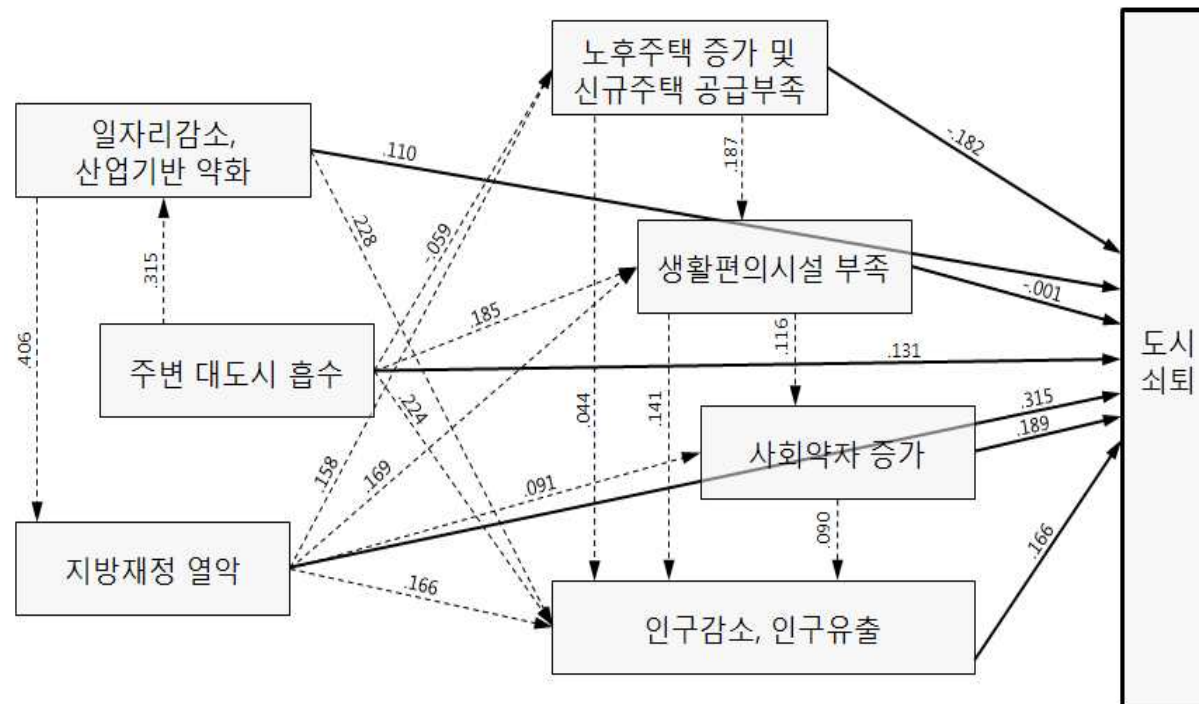 노후주택 증가 및
신규주택 공급부족
일자리감소,
산업기반 약화
.110
-.182
.187
.228
-.059
생활편의시설 부족
-.001
.315
.185
.116
.406
주변 대도시 흡수
.131
도시
쇠퇴
.224
.044
.141
.315
.189
사회약자 증가
.158
.169
.091
.090
.166
지방재정 열악
.166
인구감소, 인구유출